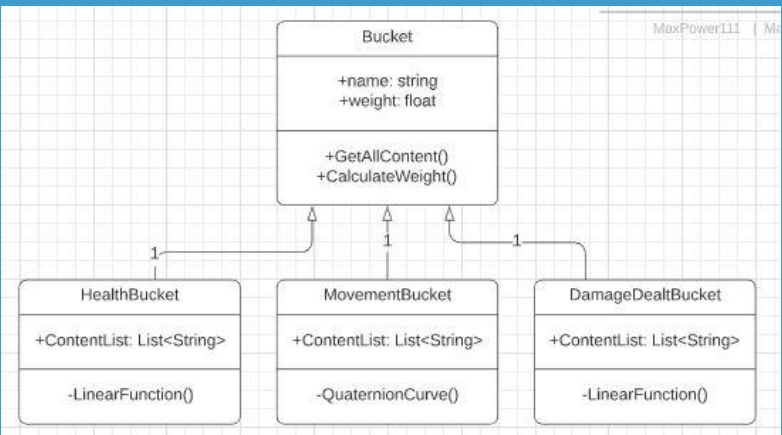 MaxPower111 | Ma
Bucket
+name: string
+weight: float
+GetAllContent()
+CalculateWeight()
1
1
1
HealthBucket
+ContentList: List<String>
-LinearFunction()
MovementBucket
+ContentList: List<String>
-QuaternionCurve()
DamageDealtBucket
+ContentList: List<String>
-LinearFunction()